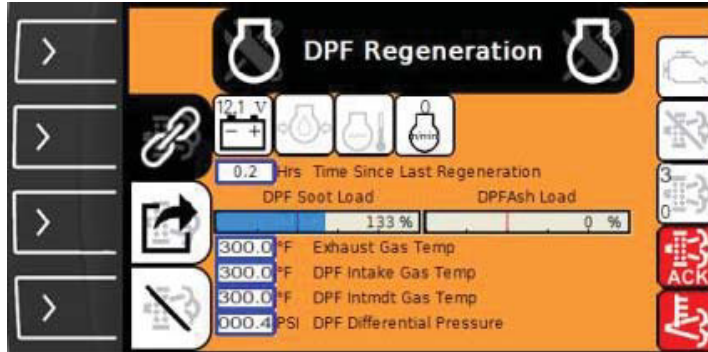 DPF Regeneration
12.1 V
0
n/min
0.2 Hrs Time Since Last Regeneration
DPF Soot Load DPFAsh Load
133 % 0 %
300.0 °F Exhaust Gas Temp
300.0 °F DPF Intake Gas Temp
300.0 °F DPF Intmdt Gas Temp
000.4 PSI DPF Differential Pressure
3
0
ACK